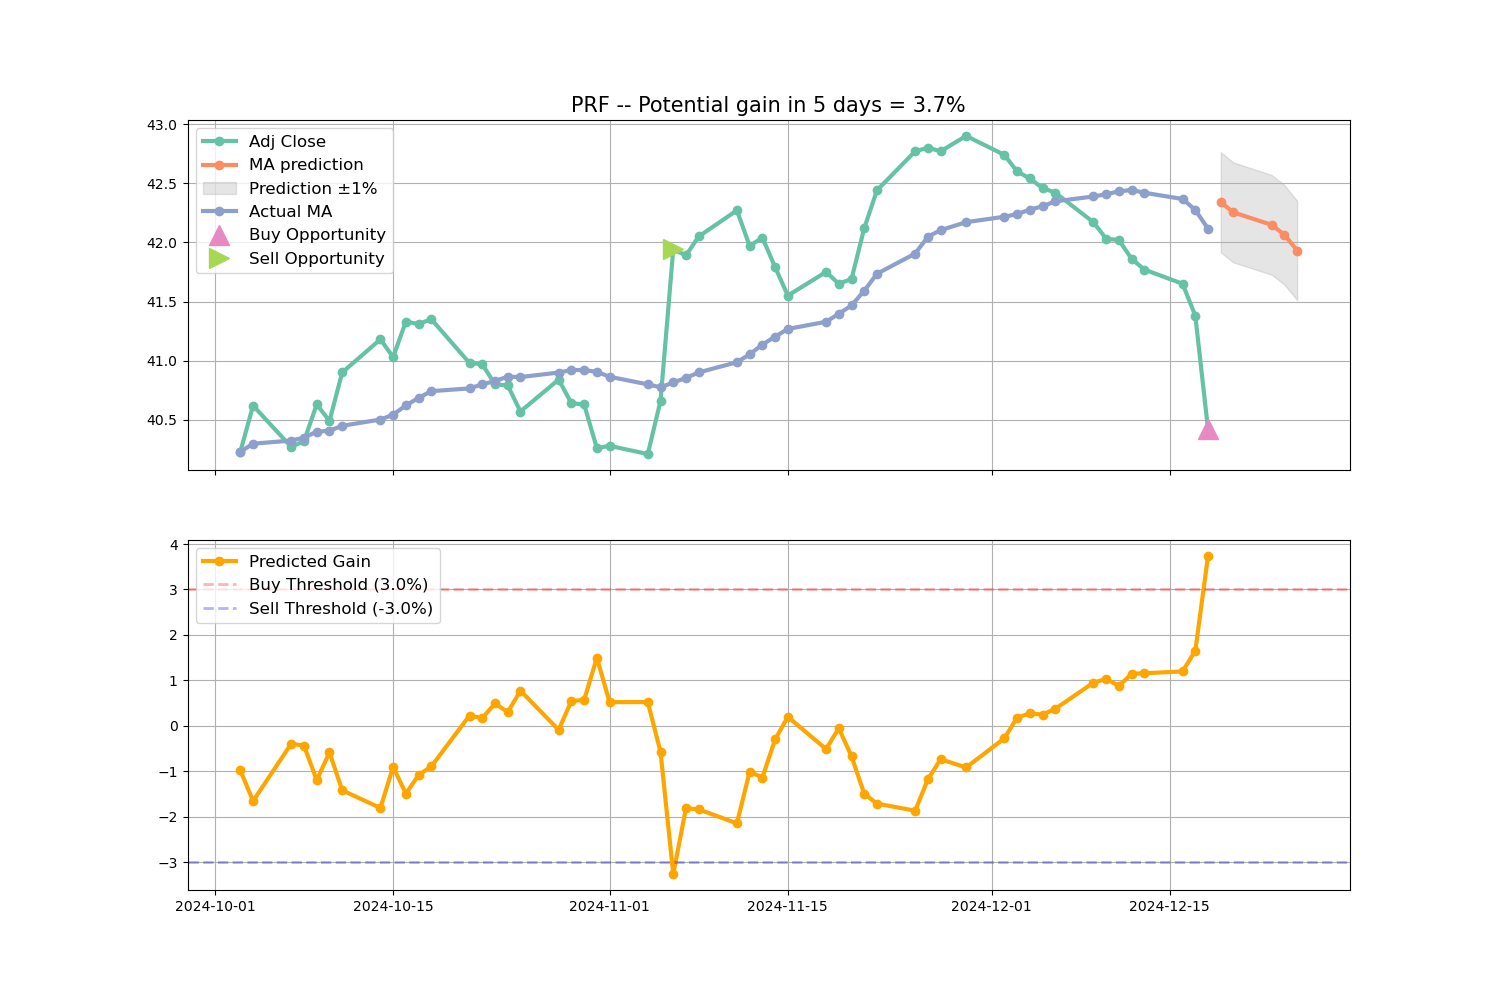 PRF -- Potential gain in 5 days = 3.7%
43.0
42.5
42.0
41.5
41.0
40.5
Adj Close
MA prediction
Prediction ±1%
Actual MA
Buy Opportunity
Sell Opportunity
4
3
2
1
0
−1
−2
−3
Predicted Gain
Buy Threshold (3.0%)
Sell Threshold (-3.0%)
2024-10-01 2024-10-15 2024-11-01 2024-11-15 2024-12-01 2024-12-15